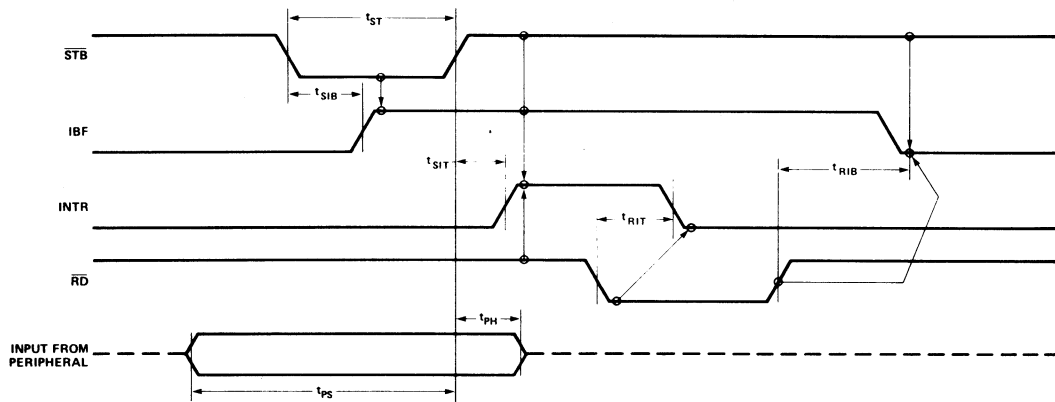 tST
STB
tSIB
IBF
tSIT
tRIB
INTR
tRIT
RD
tPH
INPUT FROM
PERIPHERAL
tPS